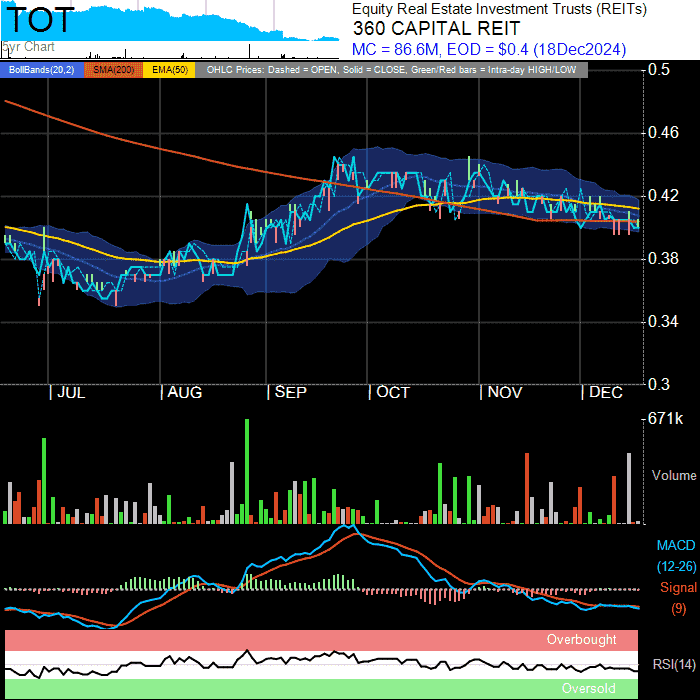 TOT
5yr Chart
Equity Real Estate Investment Trusts (REITs)
360 CAPITAL REIT
MC = 86.6M, EOD = $0.4 (18Dec2024)
BollBands(20,2) SMA(200) EMA(50) OHLC Prices: Dashed = OPEN, Solid = CLOSE, Green/Red bars = Intra-day HIGH/LOW
0.5
0.46
0.42
0.38
0.34
0.3
JUL AUG SEP OCT NOV DEC
671k
Volume
MACD
(12-26)
Signal
(9)
Overbought
RSI(14)
Oversold